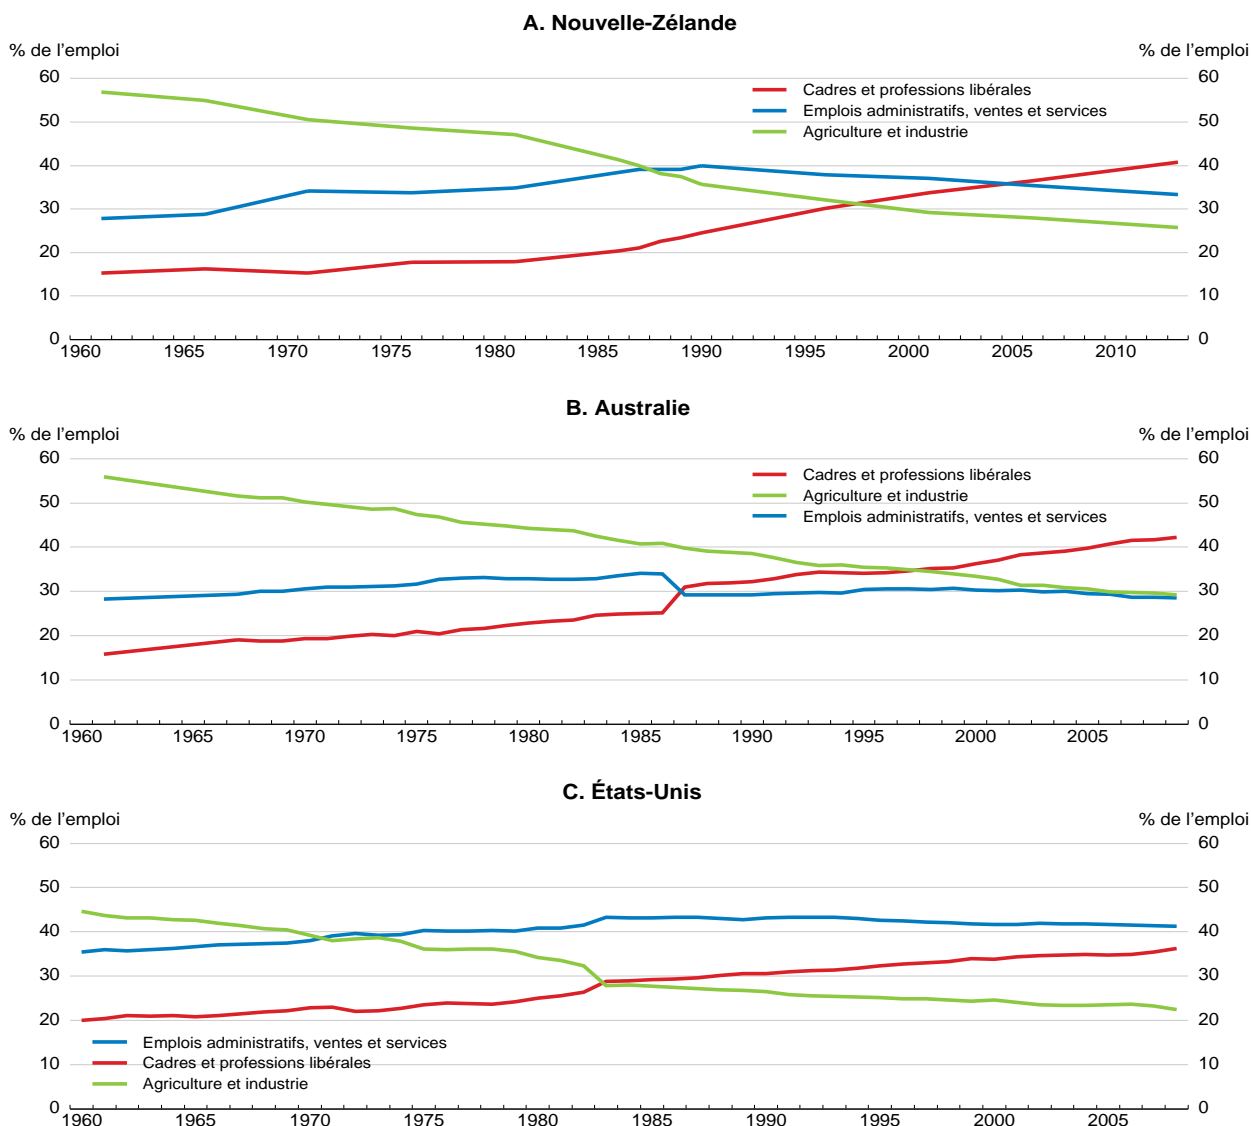 A. Nouvelle-Zélande
% de l’emploi % de l’emploi
60 60
Cadres et professions libérales
Emplois administratifs, ventes et services
50 50
Agriculture et industrie
40 40
30 30
20 20
10 10
0 0
1960 1965 1970 1975 1980 1985 1990 1995 2000 2005 2010
B. Australie
% de l’emploi % de l’emploi
60 60
Cadres et professions libérales
50 50
Agriculture et industrie
Emplois administratifs, ventes et services
40 40
30 30
20 20
10 10
0 0
1960 1965 1970 1975 1980 1985 1990 1995 2000 2005
C. États-Unis
% de l’emploi % de l’emploi
60 60
50 50
40 40
30 30
20 20
Emplois administratifs, ventes et services
10 10
Cadres et professions libérales
Agriculture et industrie
0 0
1960 1965 1970 1975 1980 1985 1990 1995 2000 2005